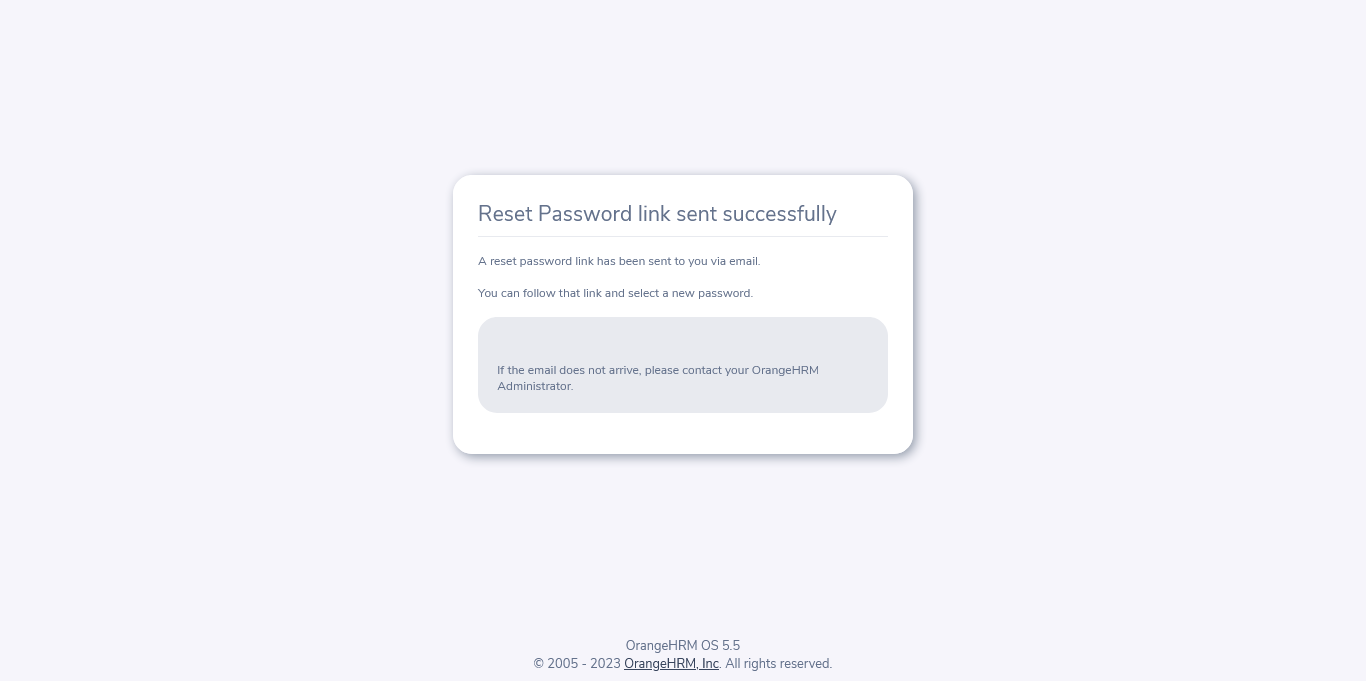 Reset Password link sent successfully
A reset password link has been sent to you via email.
You can follow that link and select a new password.
If the email does not arrive, please contact your OrangeHRM
Administrator.
OrangeHRM OS 5.5
© 2005 - 2023 OrangeHRM, Inc. All rights reserved.